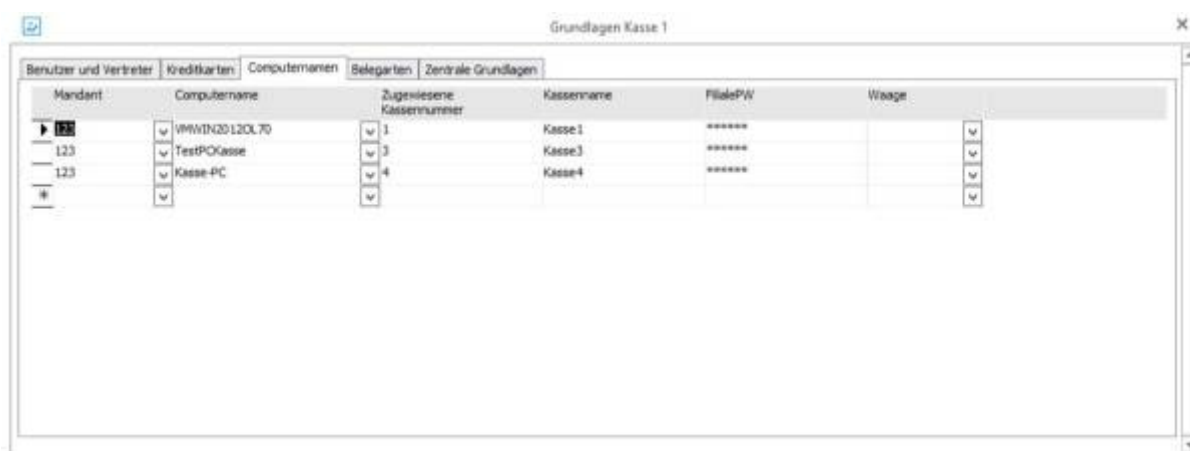 Grundlagen Kasse 1
Benutzer und Vertreter Kreditkarten Computernamen Belegarten Zentrale Grundlagen
Mandant Computername Zugewiesene Kassenname FilialePW Waage
Kassennummer
123 VMWIN2012OL70 1 Kasse1 ******
123 TestPCKasse 3 Kasse3 ******
123 Kasse-PC 4 Kasse4 ******
*